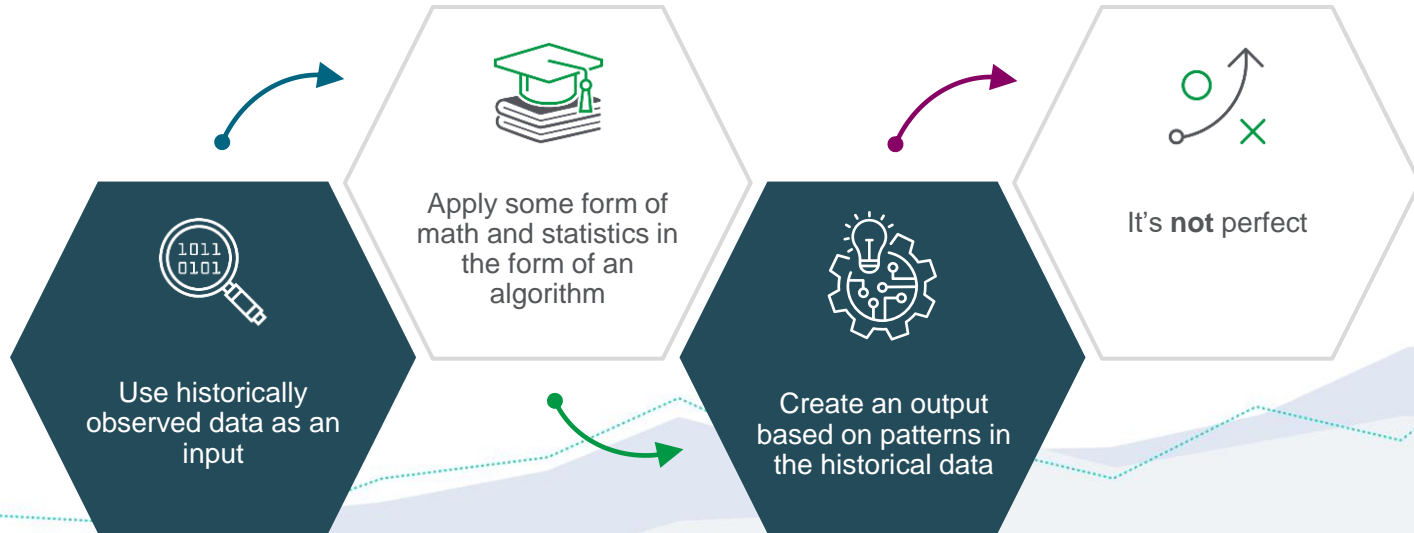 1011
0101
Use historically
observed data as an
input
Apply some form of
math and statistics in
the form of an
algorithm
Create an output
based on patterns in
the historical data
It's not perfect